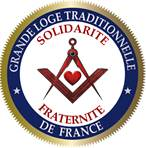 GRANDE LOGE TRADITIONNELLE
SOLIDARITE
FRATERNITE
DE FRANCE